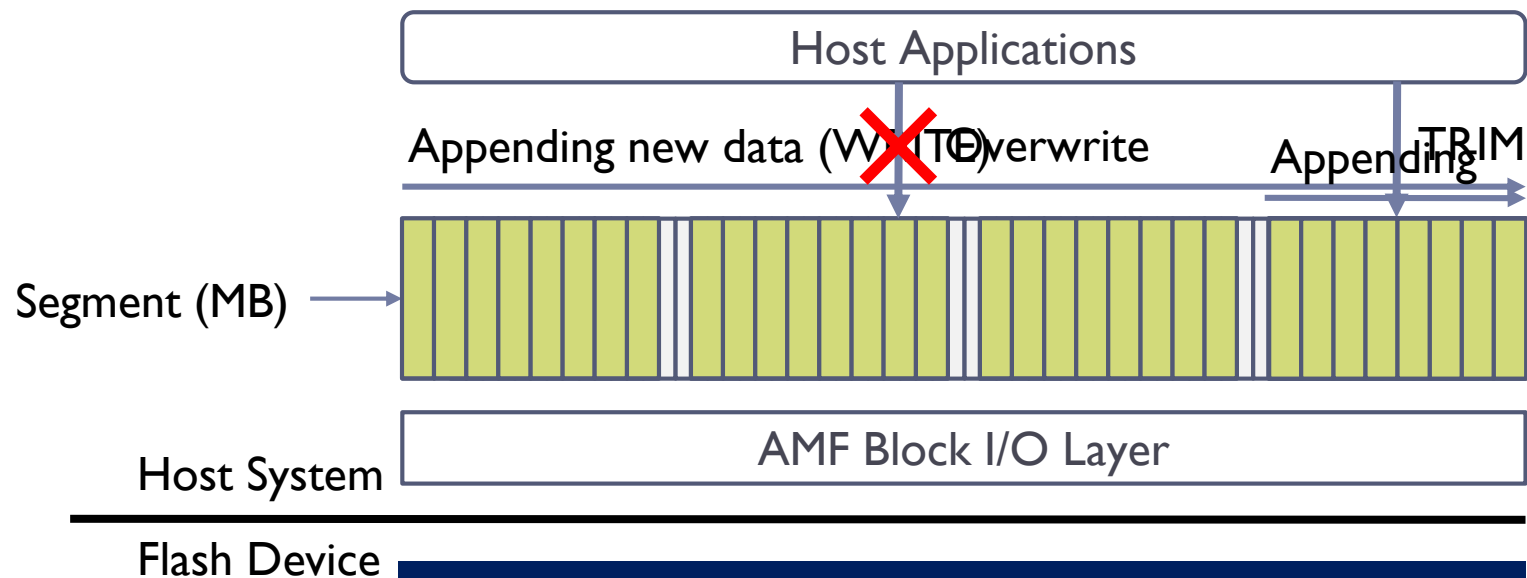 Host Applications
Appending new data (WRITE)
Overwrite
Appending
TRIM
Segment (MB)
AMF Block I/O Layer
Host System
Flash Device